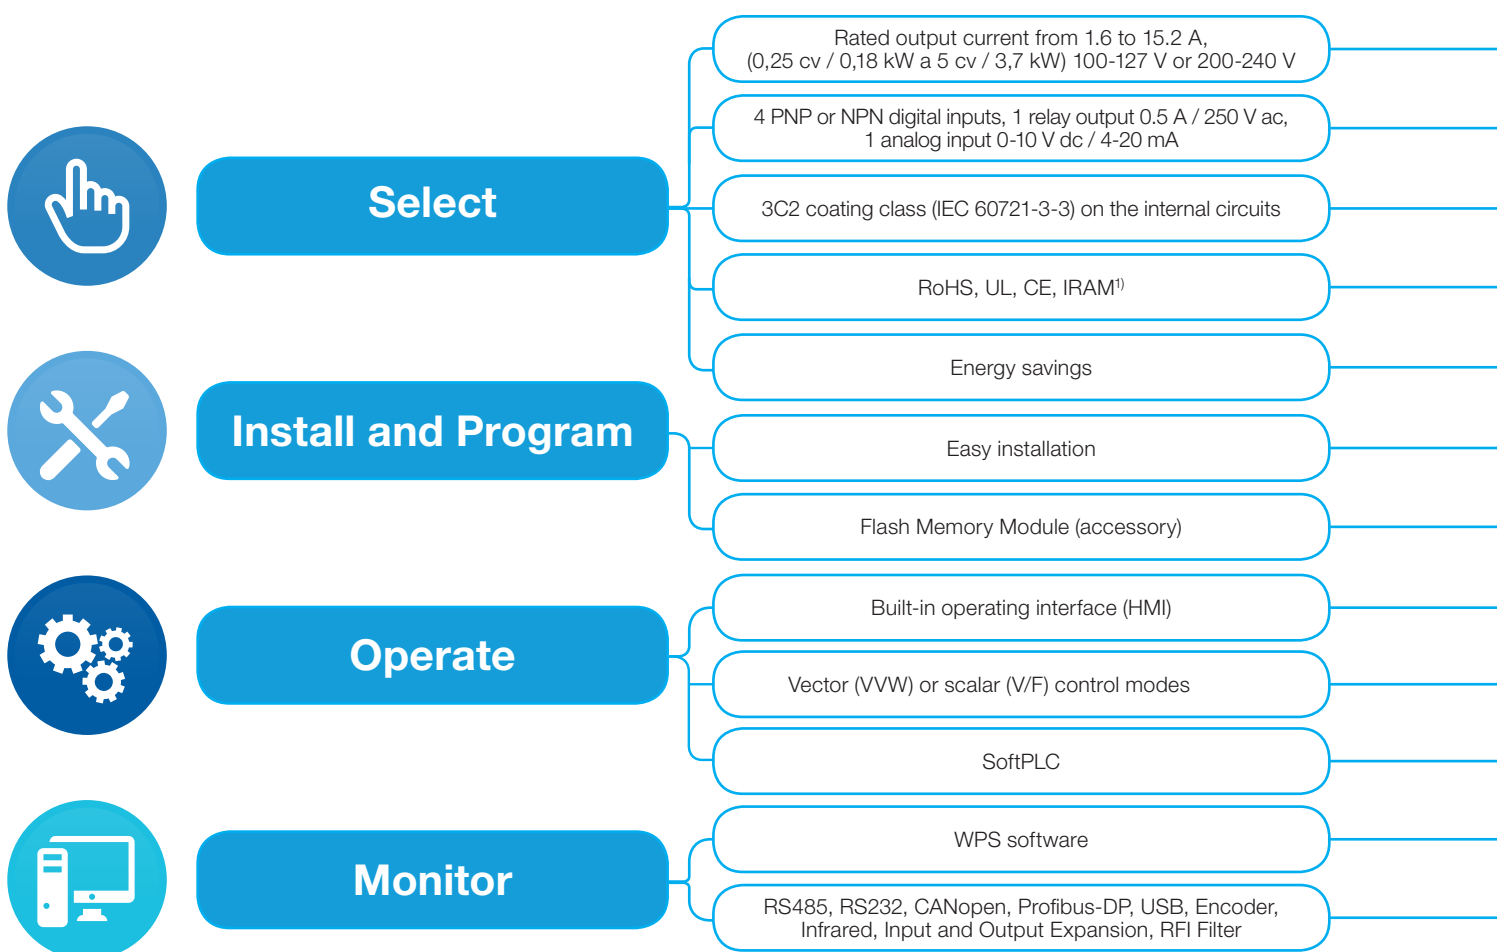 Select
Rated output current from 1.6 to 15.2 A,
(0,25 cv / 0,18 kW a 5 cv / 3,7 kW) 100-127 V or 200-240 V
4 PNP or NPN digital inputs, 1 relay output 0.5 A / 250 V ac,
1 analog input 0-10 V dc / 4-20 mA
3C2 coating class (IEC 60721-3-3) on the internal circuits
RoHS, UL, CE, IRAM¹⁾
Energy savings
Install and Program
Easy installation
Flash Memory Module (accessory)
Operate
Built-in operating interface (HMI)
Vector (VVW) or scalar (V/F) control modes
SoftPLC
Monitor
WPS software
RS485, RS232, CANopen, Profibus-DP, USB, Encoder,
Infrared, Input and Output Expansion, RFI Filter